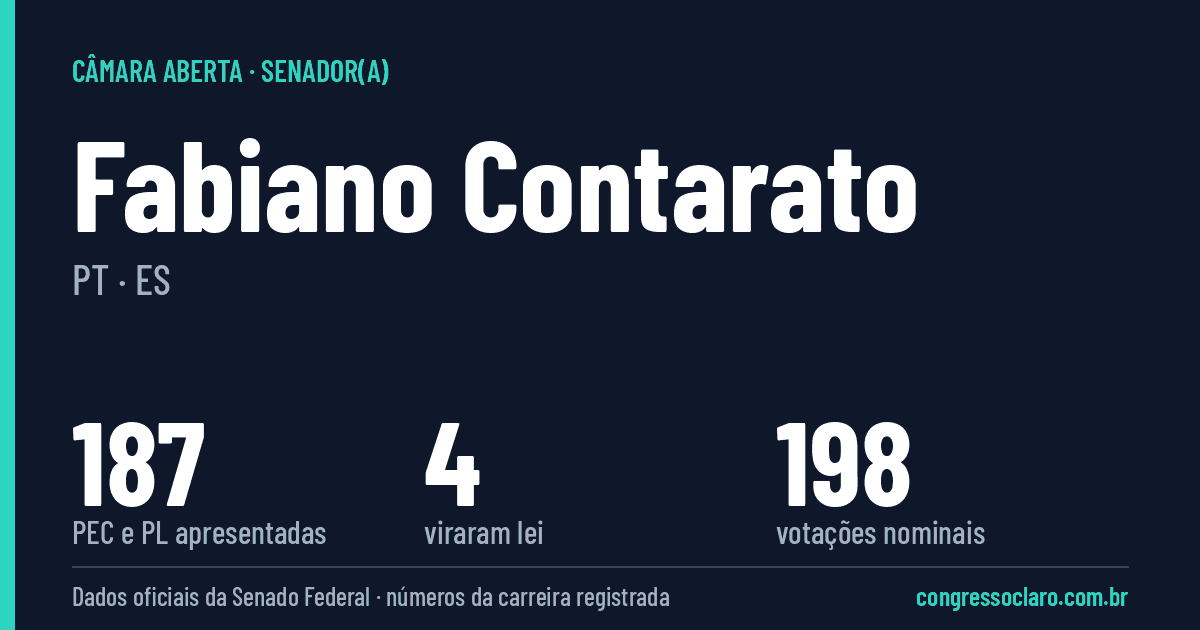 CÂMARA ABERTA · SENADOR(A)
Fabiano Contarato
PT · ES
187
4
198
PEC e PL apresentadas
viraram lei
votações nominais
Dados oficiais da Senado Federal · números da carreira registrada
congressoclaro.com.br